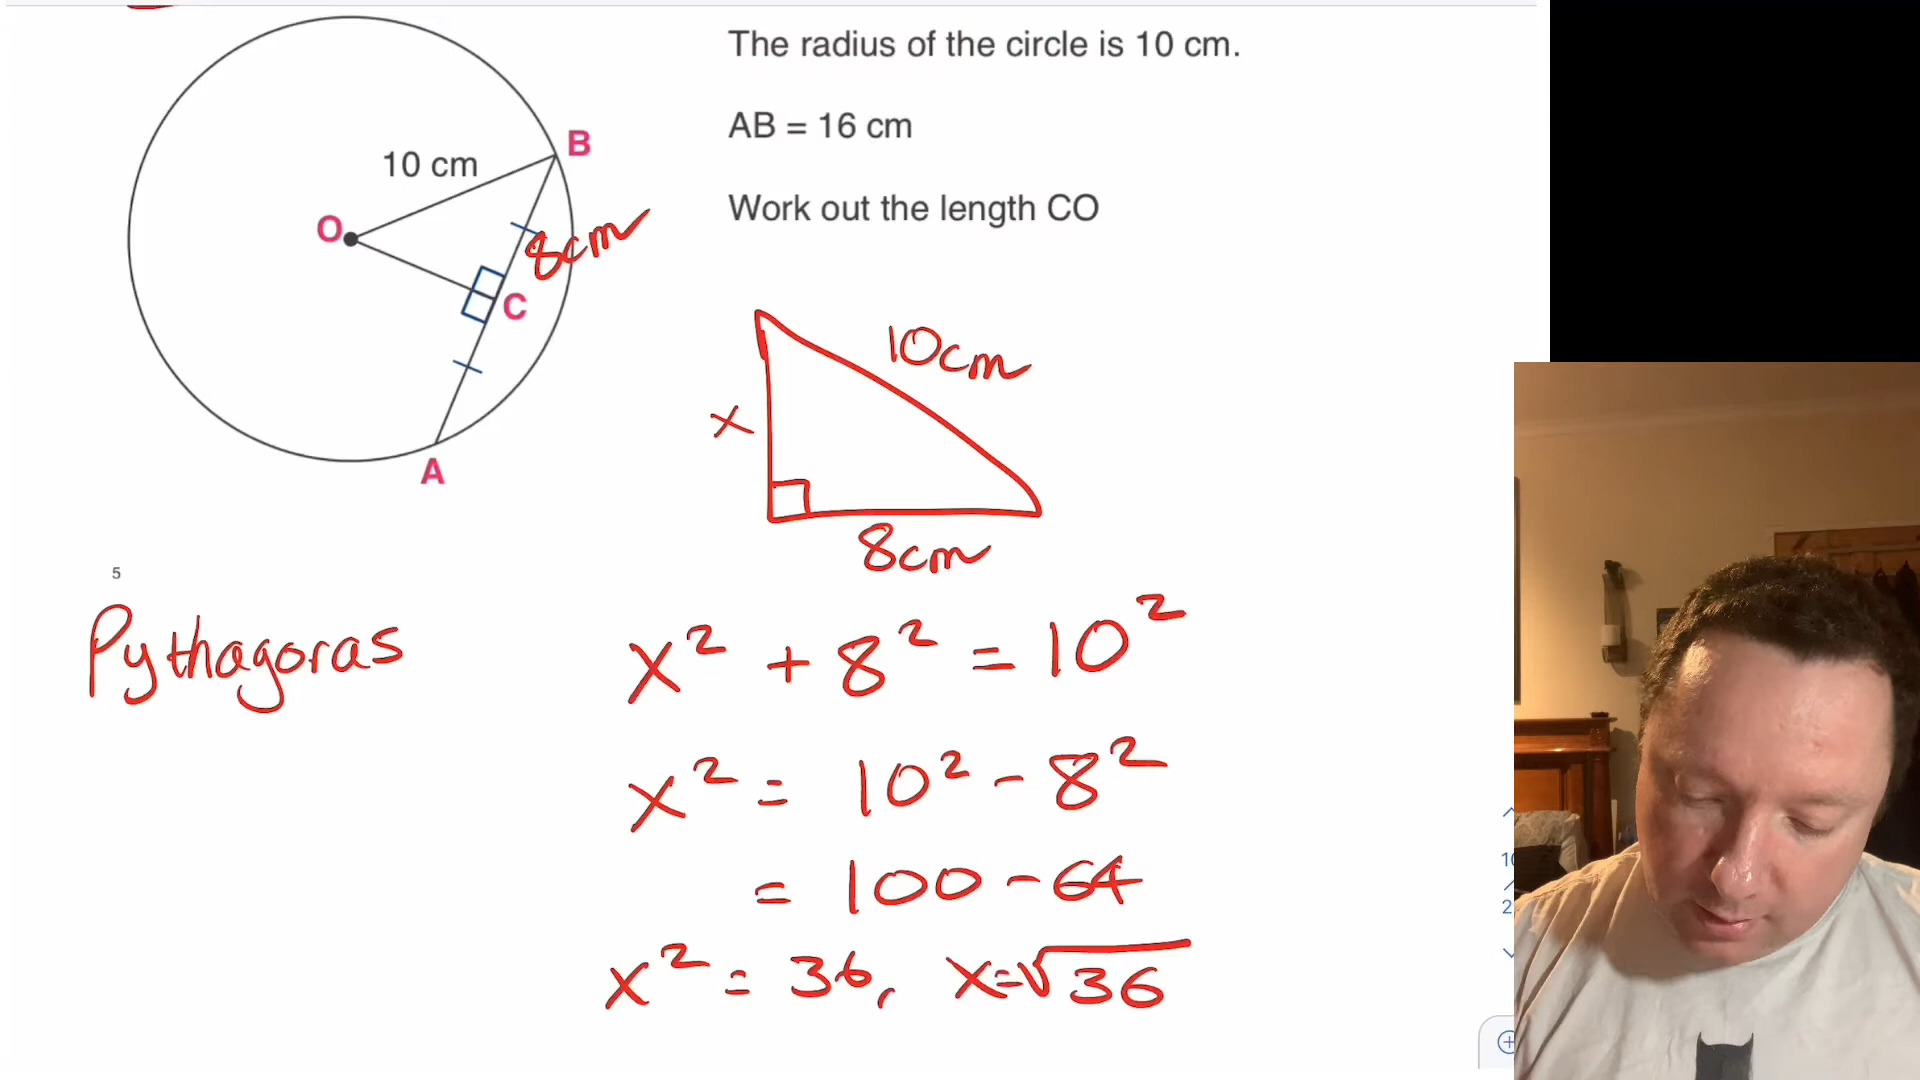 The radius of the circle is 10 cm.
AB = 16 cm
Work out the length CO
B
10 cm
O
8cm
C
A
10cm
x
8cm
5
Pythagoras
x² + 8² = 10²
x² = 10² - 8²
= 100 - 64
x² = 36, x=√36